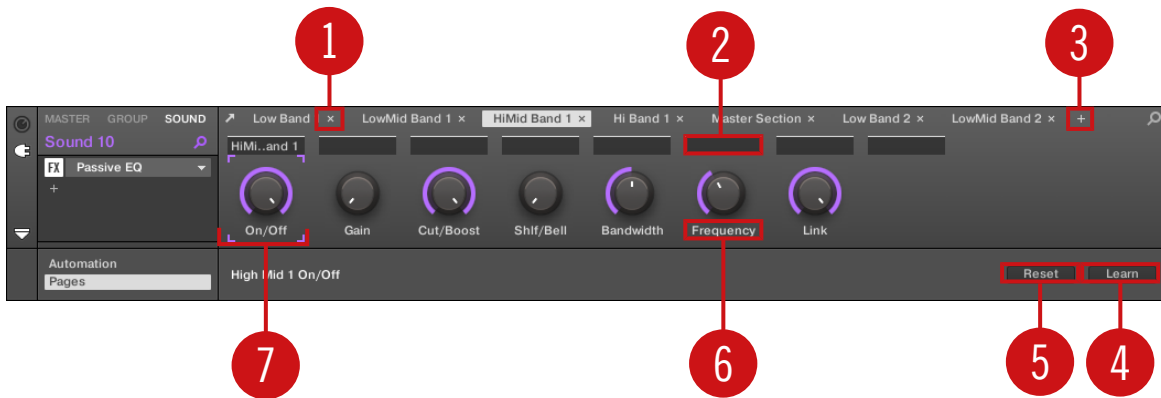 1
2
3
MASTER GROUP SOUND
Low Band × LowMid Band 1 × HiMid Band 1 × Hi Band 1 × Master Section × Low Band 2 × LowMid Band 2 × +
Sound 10
HiMi..and 1
FX Passive EQ
+
On/Off Gain Cut/Boost Shlf/Bell Bandwidth Frequency Link
Automation
Pages
High Mid 1 On/Off
Reset Learn
7
6
5
4